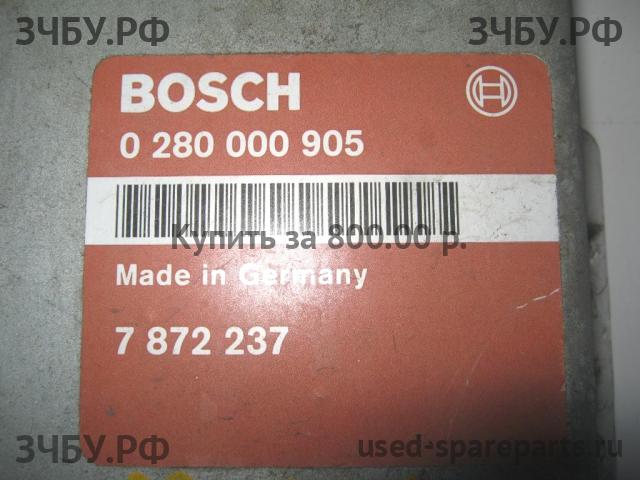 ЗЧБУ.РФ ЗЧБУ.РФ
BOSCH
0 280 000 905
Купить за 800.00 р.
Made in Germany
7 872 237
ЗЧБУ.РФ used-spareparts.ru